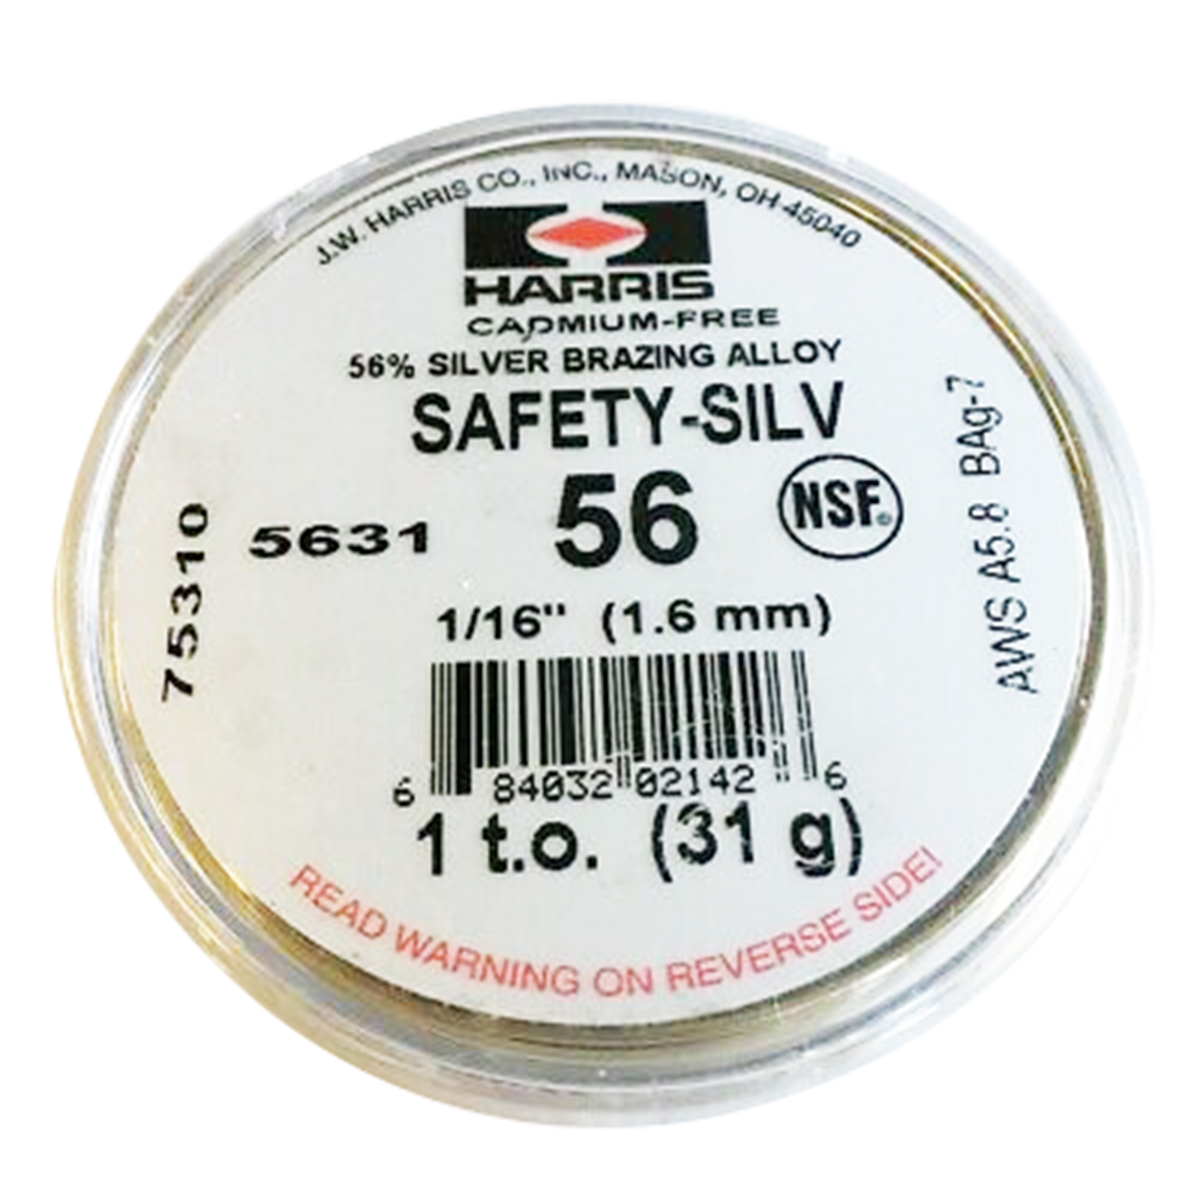 J.W. HARRIS CO., INC., MASON, OH 45040
HARRIS
CADMIUM-FREE
56% SILVER BRAZING ALLOY
SAFETY-SILV
56
NSF®
5631
75310
AWS A5.8 BAg-7
1/16" (1.6 mm)
6 84032 02142 6
1 t.o. (31 g)
READ WARNING ON REVERSE SIDE!